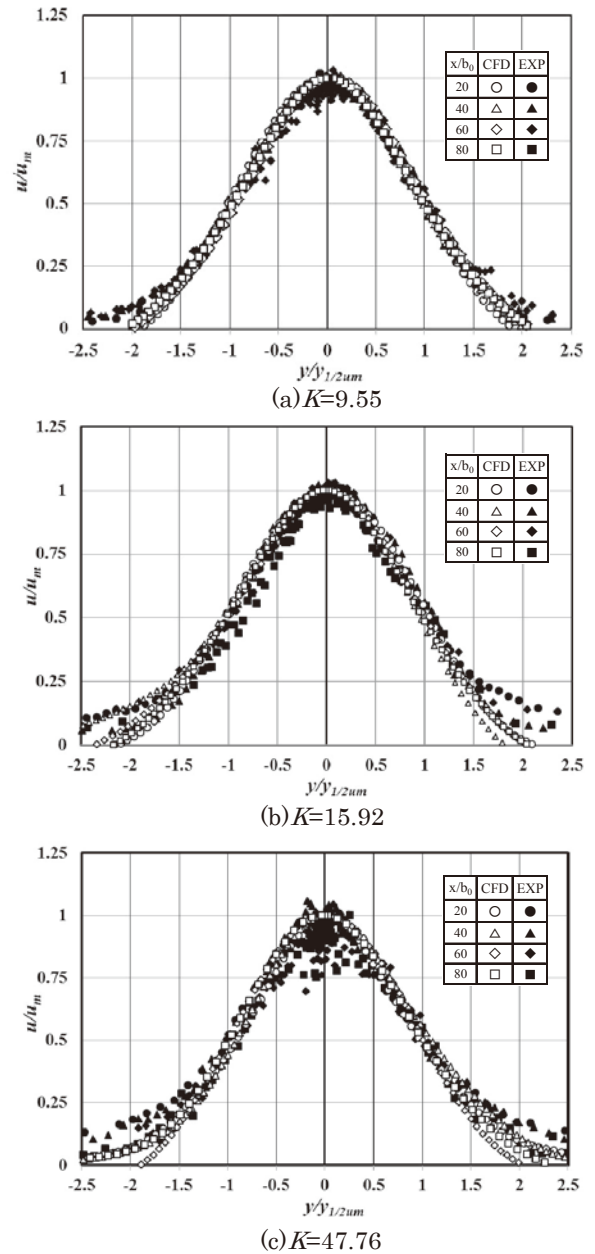 1.25
x/b₀ CFD EXP
20 ○ ●
40 △ ▲
60 ◇ ◆
80 □ ■
1
0.75
0.5
0.25
0
u/uₘ
-2.5 -2 -1.5 -1 -0.5 0 0.5 1 1.5 2 2.5
y/y₁/₂ᵤₘ
(a)K=9.55
1.25
x/b₀ CFD EXP
20 ○ ●
40 △ ▲
60 ◇ ◆
80 □ ■
1
0.75
0.5
0.25
0
u/uₘ
-2.5 -2 -1.5 -1 -0.5 0 0.5 1 1.5 2 2.5
y/y₁/₂ᵤₘ
(b)K=15.92
1.25
x/b₀ CFD EXP
20 ○ ●
40 △ ▲
60 ◇ ◆
80 □ ■
1
0.75
0.5
0.25
0
u/uₘ
-2.5 -2 -1.5 -1 -0.5 0 0.5 1 1.5 2 2.5
y/y₁/₂ᵤₘ
(c)K=47.76